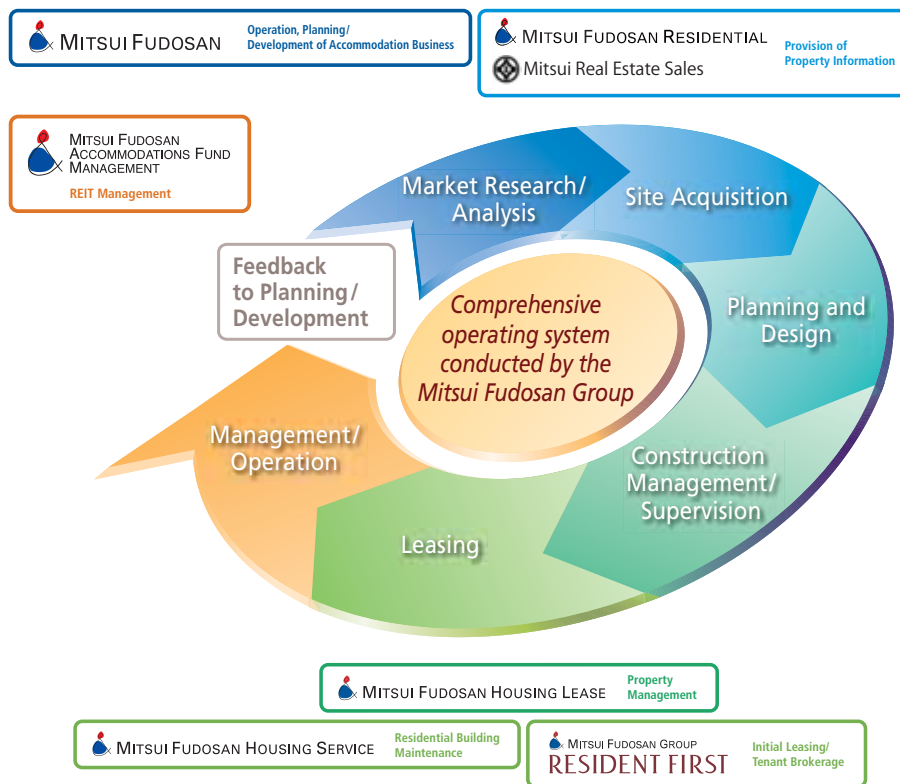 MITSUI FUDOSAN
Operation, Planning/
Development of Accommodation Business
MITSUI FUDOSAN RESIDENTIAL
Mitsui Real Estate Sales
Provision of
Property Information
MITSUI FUDOSAN
ACCOMMODATIONS FUND
MANAGEMENT
REIT Management
Market Research/
Analysis
Site Acquisition
Feedback
to Planning/
Development
Planning and
Design
Comprehensive
operating system
conducted by the
Mitsui Fudosan Group
Management/
Operation
Construction
Management/
Supervision
Leasing
MITSUI FUDOSAN HOUSING LEASE
Property
Management
MITSUI FUDOSAN HOUSING SERVICE
Residential Building
Maintenance
MITSUI FUDOSAN GROUP
RESIDENT FIRST
Initial Leasing/
Tenant Brokerage